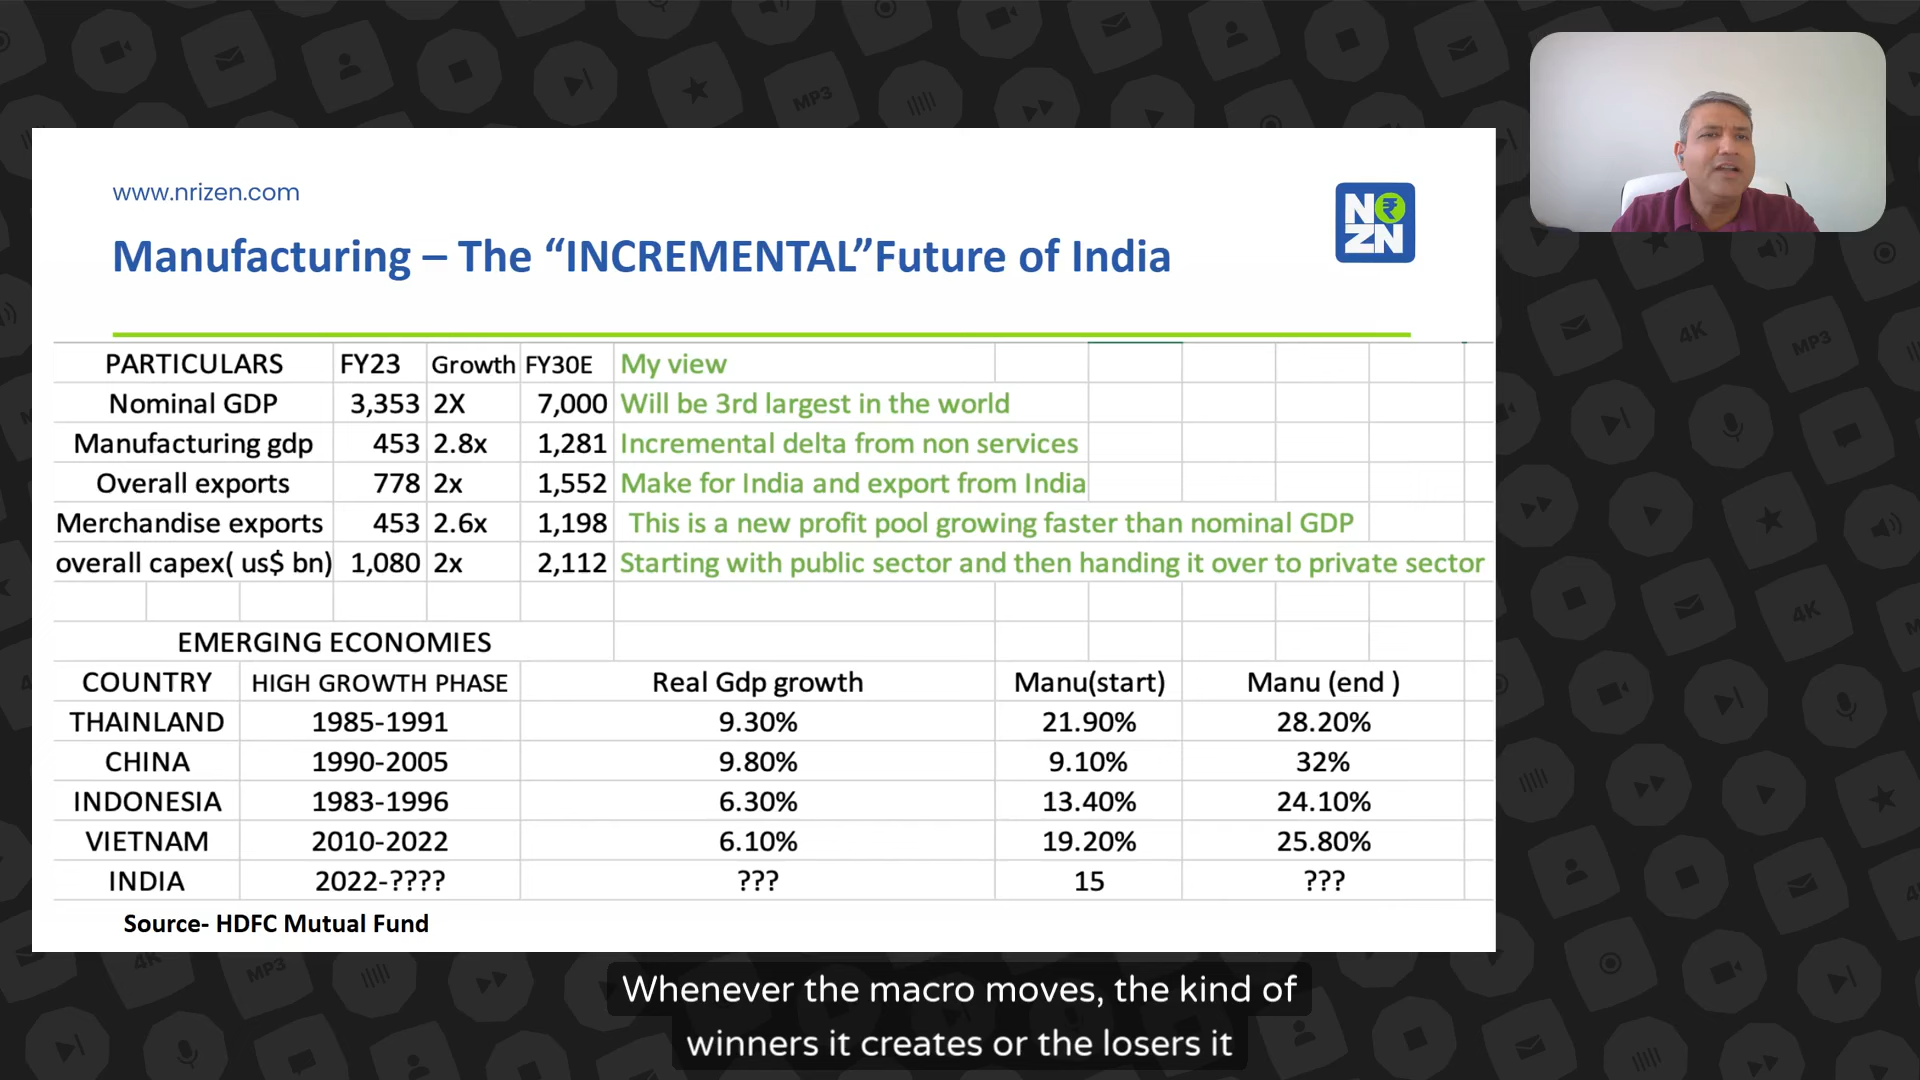 www.nrizen.com
N₹
ZN
Manufacturing – The “INCREMENTAL”Future of India
PARTICULARS FY23 Growth FY30E My view
Nominal GDP 3,353 2X 7,000 Will be 3rd largest in the world
Manufacturing gdp 453 2.8x 1,281 Incremental delta from non services
Overall exports 778 2x 1,552 Make for India and export from India
Merchandise exports 453 2.6x 1,198 This is a new profit pool growing faster than nominal GDP
overall capex( us$ bn) 1,080 2x 2,112 Starting with public sector and then handing it over to private sector
EMERGING ECONOMIES
COUNTRY HIGH GROWTH PHASE Real Gdp growth Manu(start) Manu (end )
THAINLAND 1985-1991 9.30% 21.90% 28.20%
CHINA 1990-2005 9.80% 9.10% 32%
INDONESIA 1983-1996 6.30% 13.40% 24.10%
VIETNAM 2010-2022 6.10% 19.20% 25.80%
INDIA 2022-???? ??? 15 ???
Source- HDFC Mutual Fund
Whenever the macro moves, the kind of
winners it creates or the losers it
MP3
4K
MP3
4K
4K
MP3